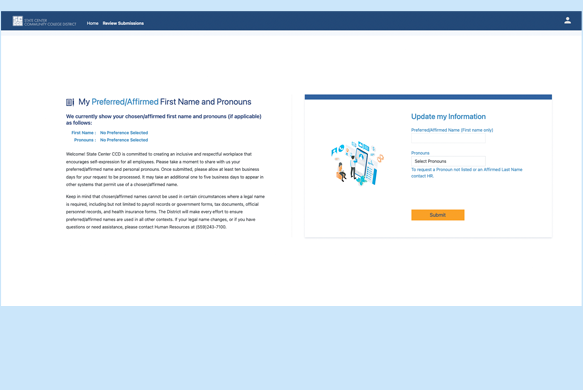 STATE CENTER
COMMUNITY COLLEGE DISTRICT
Home Review Submissions
My Preferred/Affirmed First Name and Pronouns
We currently show your chosen/affirmed first name and pronouns (if applicable)
as follows:
First Name : No Preference Selected
Pronouns : No Preference Selected
Welcome! State Center CCD is committed to creating an inclusive and respectful workplace that
encourages self-expression for all employees. Please take a moment to share with us your
preferred/affirmed name and personal pronouns. Once submitted, please allow at least ten business
days for your request to be processed. It may take an additional one to five business days to appear in
other systems that permit use of a chosen/affirmed name.
Keep in mind that chosen/affirmed names cannot be used in certain circumstances where a legal name
is required, including but not limited to payroll records or government forms, tax documents, official
personnel records, and health insurance forms. The District will make every effort to ensure
preferred/affirmed names are used in all other contexts. If your legal name changes, or if you have
questions or need assistance, please contact Human Resources at (559)243-7100.
Update my Information
Preferred/Affirmed Name (First name only)
Pronouns
Select Pronouns
To request a Pronoun not listed or an Affirmed Last Name
contact HR.
Submit